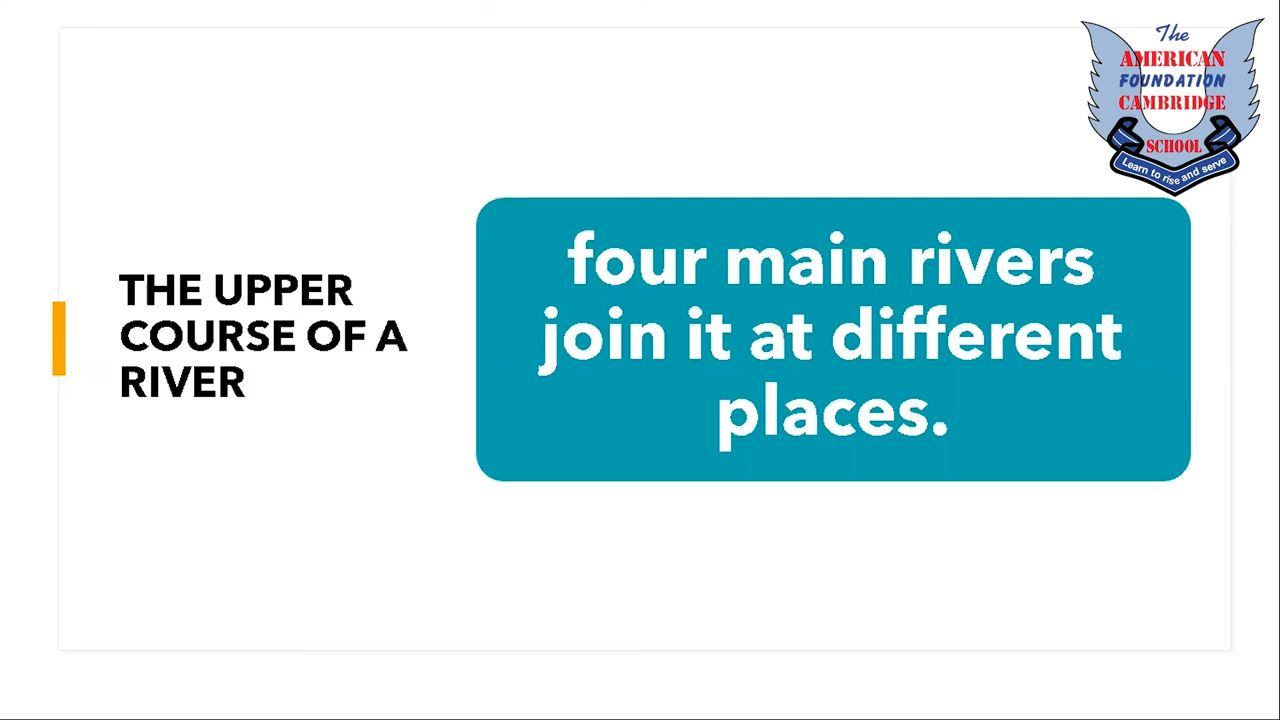 The
AMERICAN
FOUNDATION
CAMBRIDGE
SCHOOL
Learn to rise and serve
four main rivers
join it at different
places.
THE UPPER
COURSE OF A
RIVER